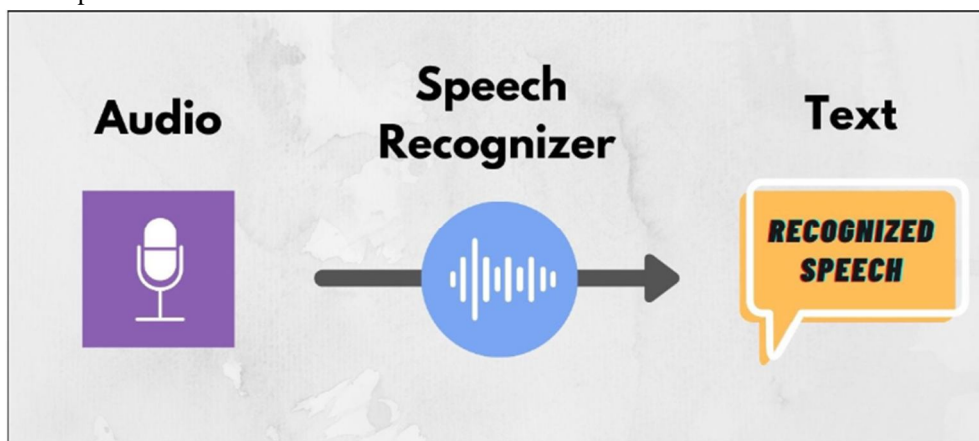 Audio
Speech
Recognizer
Text
RECOGNIZED
SPEECH